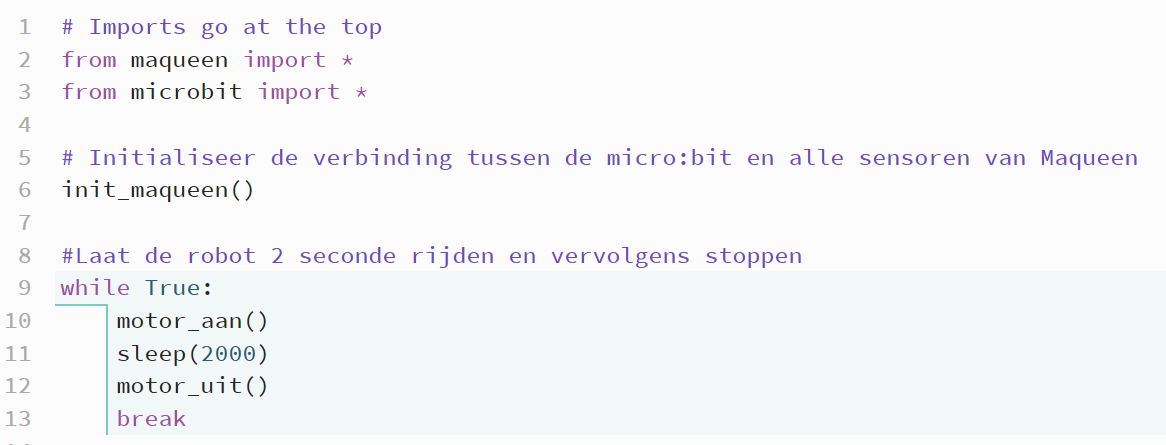 1 # Imports go at the top
2 from maqueen import *
3 from microbit import *
4
5 # Initialiseer de verbinding tussen de micro:bit en alle sensoren van Maqueen
6 init_maqueen()
7
8 #Laat de robot 2 seconde rijden en vervolgens stoppen
9 while True:
10     motor_aan()
11     sleep(2000)
12     motor_uit()
13     break